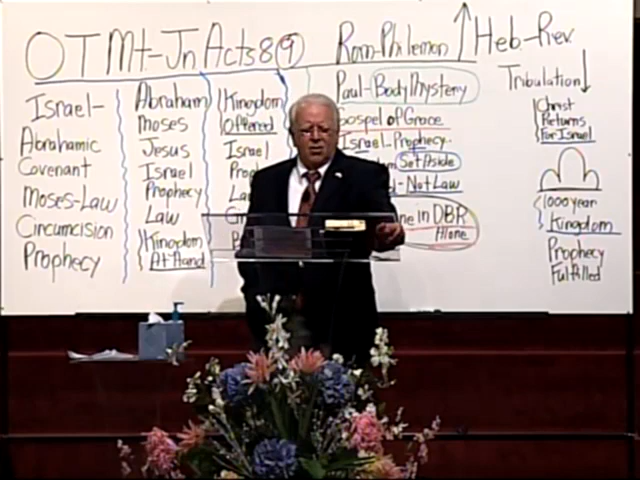 OT Mt-Jn Acts 8 9 Rom-Philemon Heb-Rev.
Israel-
Abrahamic
Covenant
Moses-Law
Circumcision
Prophecy
Abraham
Moses
Jesus
Israel
Prophecy
Law
Kingdom
At Hand
Kingdom
Offered
Israel
Paul-Body Mystery
Gospel of Grace
Israel-Prophecy
Set Aside
Not Law
in DBR
Alone
Tribulation
Christ
Returns
For Israel
1000 year
Kingdom
Prophecy
Fulfilled